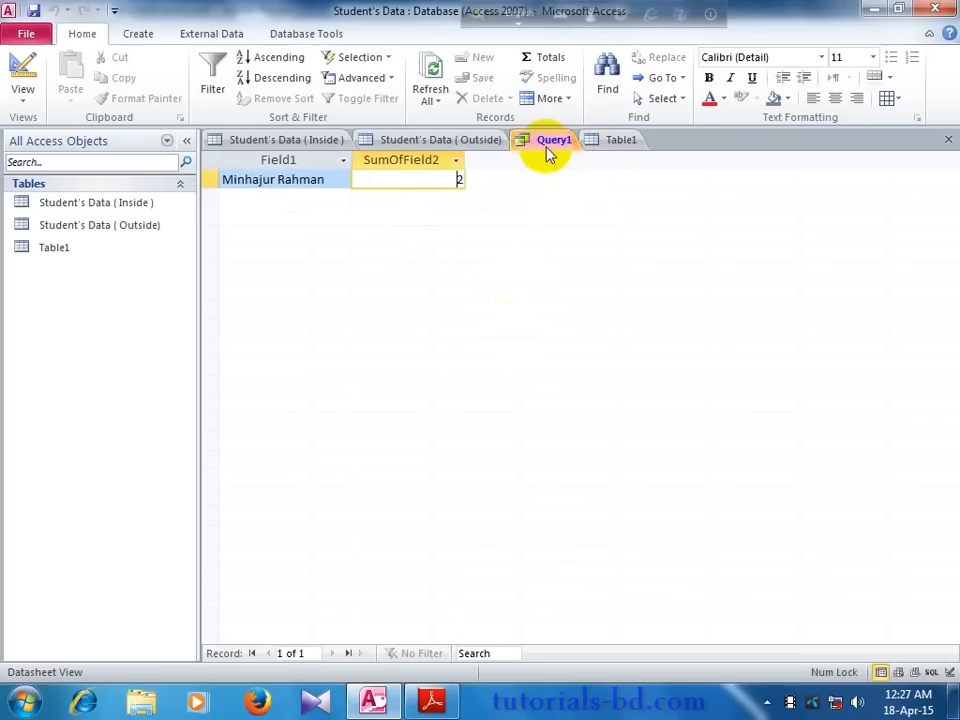 Student's Data : Database (Access 2007) - Microsoft Access
File Home Create External Data Database Tools
View
Views
Paste
Cut
Copy
Format Painter
Clipboard
Filter
Ascending
Descending
Remove Sort
Selection
Advanced
Toggle Filter
Sort & Filter
Refresh
All
New
Save
Delete
Totals
Spelling
More
Records
Find
Replace
Go To
Select
Find
Calibri (Detail) 11
B I U
A
Text Formatting
All Access Objects
Search...
Tables
Student's Data ( Inside )
Student's Data ( Outside)
Table1
Student's Data ( Inside ) Student's Data ( Outside) Query1 Table1
Field1 SumOfField2
Minhajur Rahman 2
Record: 1 of 1 No Filter Search
Datasheet View Num Lock SQL
tutorials-bd.com
12:27 AM
18-Apr-15